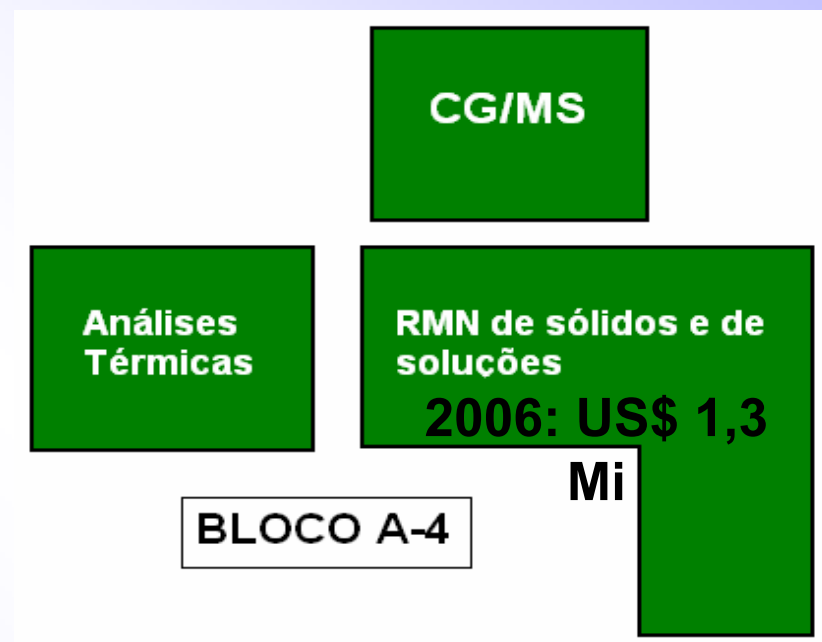 CG/MS
Análises
Térmicas
RMN de sólidos e de
soluções
2006: US$ 1,3
Mi
BLOCO A-4